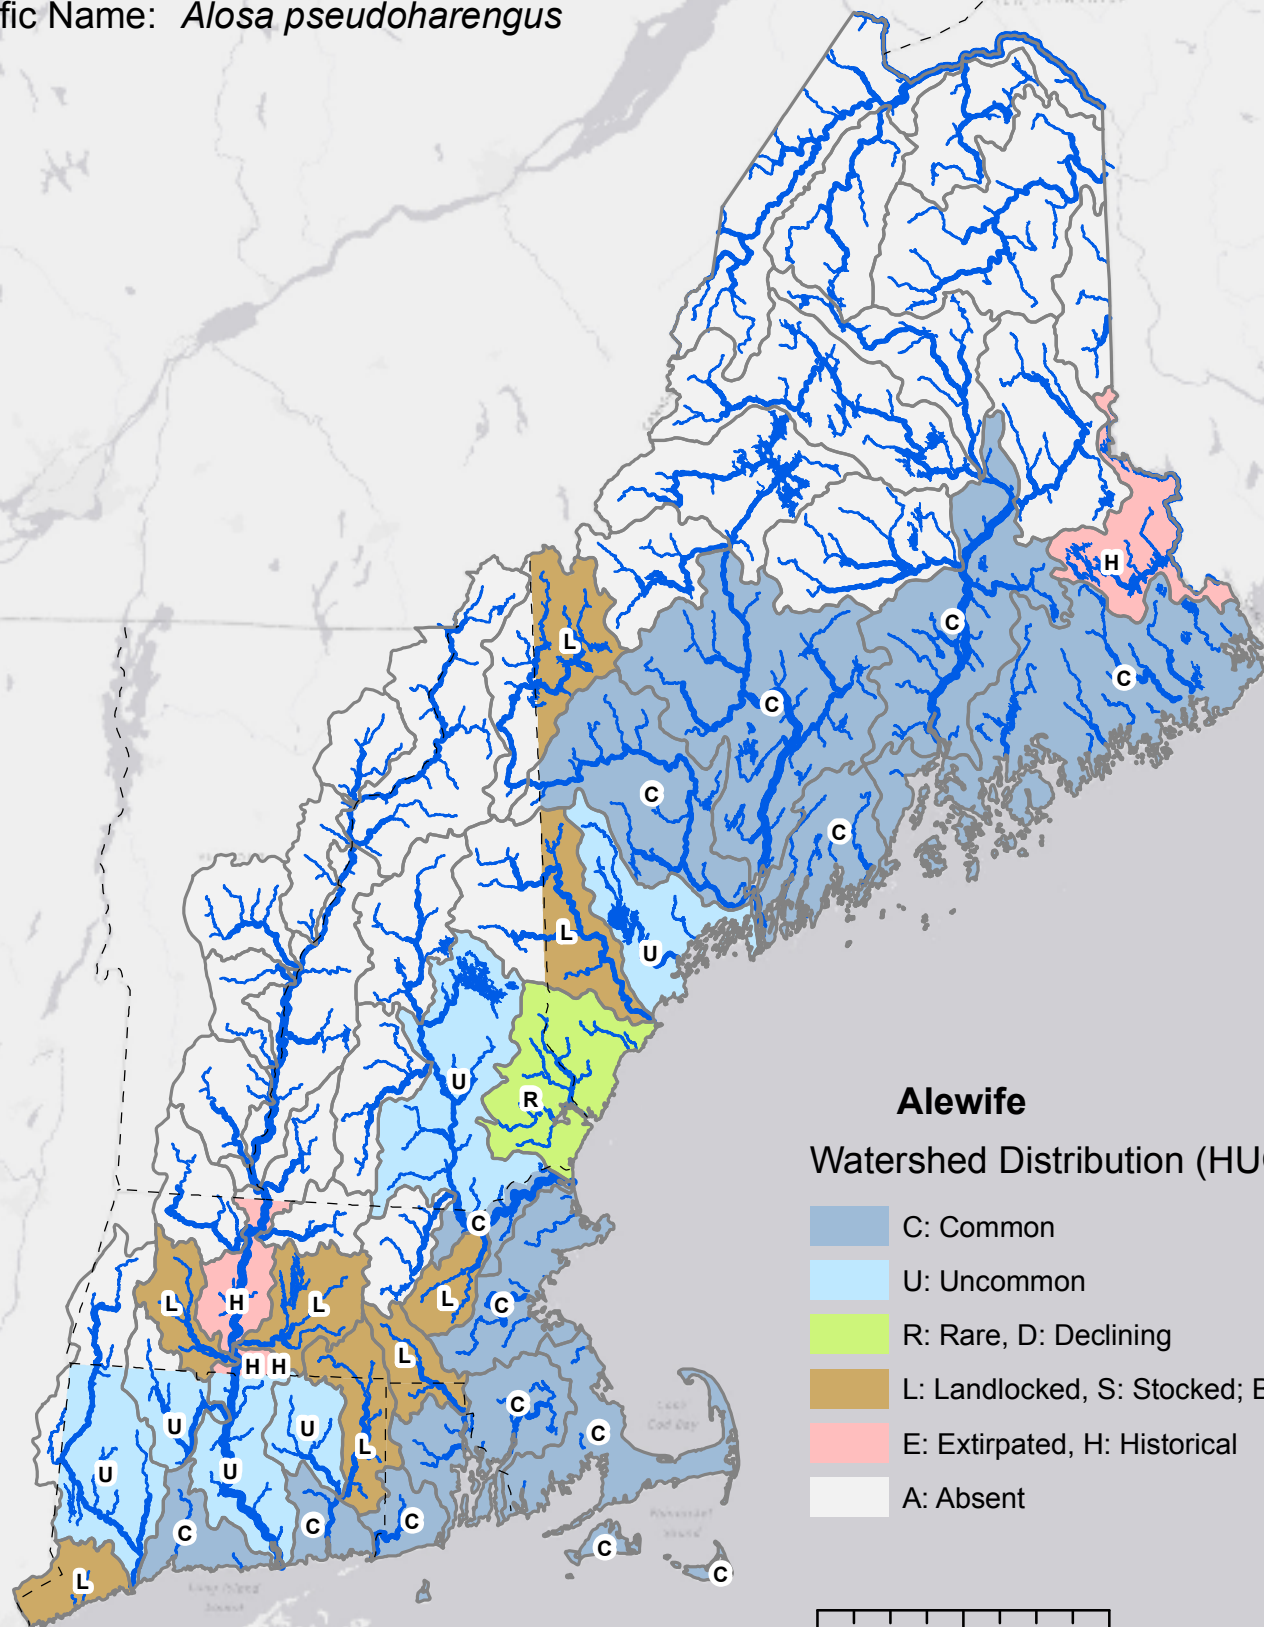 fic Name: Alosa pseudoharengus
L
H
C
C
C
C
C
L
U
U
R
C
L
H
L
L
C
H H
L
C
U
U
L
C
U
U
C
C
C
L
C
C
Alewife
Watershed Distribution (HU
C: Common
U: Uncommon
R: Rare, D: Declining
L: Landlocked, S: Stocked; B
E: Extirpated, H: Historical
A: Absent